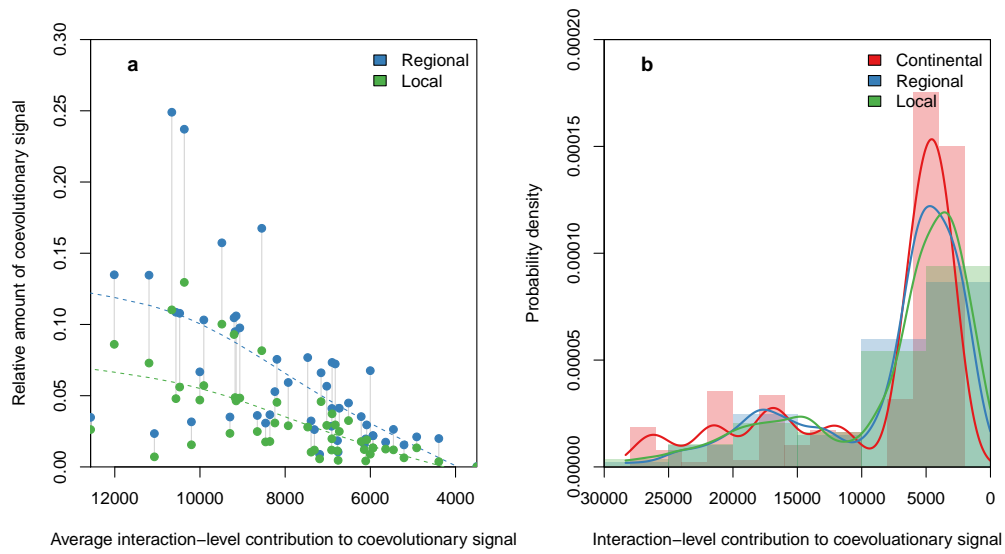 a
Regional
Local
Relative amount of coevolutionary signal
0.30
0.25
0.20
0.15
0.10
0.05
0.00
12000 10000 8000 6000 4000
Average interaction−level contribution to coevolutionary signal
b
Continental
Regional
Local
Probability density
0.00020
0.00015
0.00010
0.00005
0.00000
30000 25000 20000 15000 10000 5000 0
Interaction−level contribution to coevoluationary signal